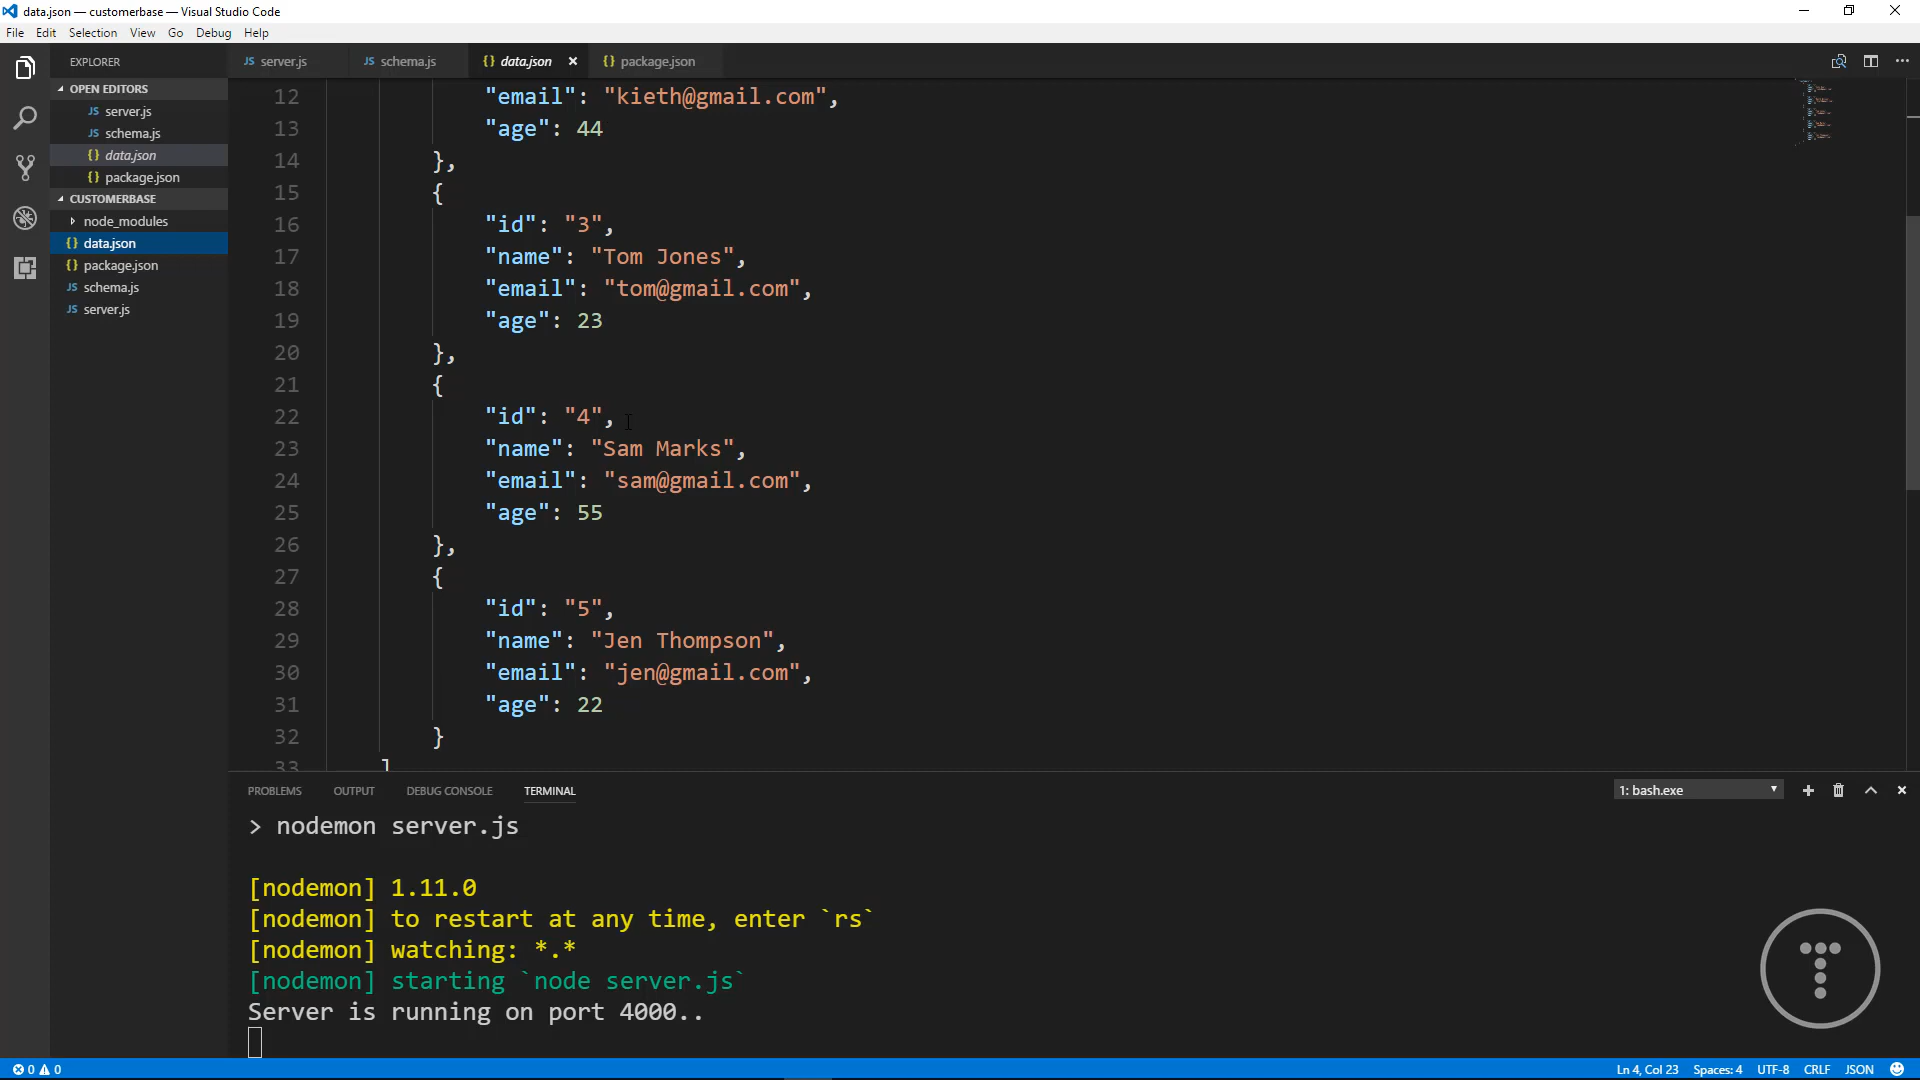 data.json — customerbase — Visual Studio Code
File Edit Selection View Go Debug Help
EXPLORER
OPEN EDITORS
JS server.js
JS schema.js
{} data.json
{} package.json
CUSTOMERBASE
node_modules
{} data.json
{} package.json
JS schema.js
JS server.js
JS server.js JS schema.js {} data.json × {} package.json
12 "email": "kieth@gmail.com",
13 "age": 44
14 },
15 {
16 "id": "3",
17 "name": "Tom Jones",
18 "email": "tom@gmail.com",
19 "age": 23
20 },
21 {
22 "id": "4",
23 "name": "Sam Marks",
24 "email": "sam@gmail.com",
25 "age": 55
26 },
27 {
28 "id": "5",
29 "name": "Jen Thompson",
30 "email": "jen@gmail.com",
31 "age": 22
32 }
33 ]
PROBLEMS OUTPUT DEBUG CONSOLE TERMINAL 1: bash.exe
> nodemon server.js
[nodemon] 1.11.0
[nodemon] to restart at any time, enter `rs`
[nodemon] watching: *.*
[nodemon] starting `node server.js`
Server is running on port 4000..
0 0 Ln 4, Col 23 Spaces: 4 UTF-8 CRLF JSON